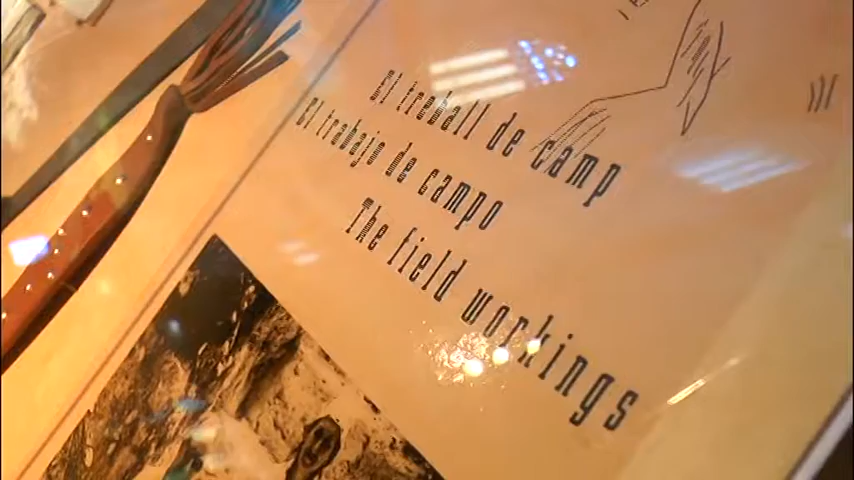 El treball de camp
El trabajo de campo
The field workings